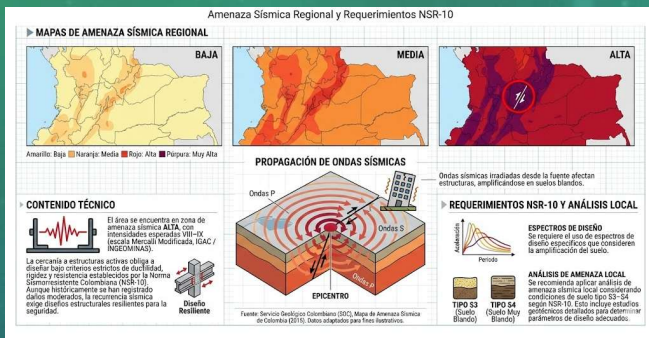 Amenaza Sísmica Regional y Requerimientos NSR-10
MAPAS DE AMENAZA SÍSMICA REGIONAL
BAJA
MEDIA
ALTA
Amarillo: Baja Naranja: Media Rojo: Alta Púrpura: Muy Alta
PROPAGACIÓN DE ONDAS SÍSMICAS
Ondas sísmicas irradiadas desde la fuente afectan
estructuras, amplificándose en suelos blandos.
Ondas P
Ondas S
Ondas P
EPICENTRO
Fuente: Servicio Geológico Colombiano (SGC), Mapa de Amenaza Sísmica
de Colombia (2015). Datos adaptados para fines ilustrativos.
CONTENIDO TÉCNICO
El área se encuentra en zona de
amenaza sísmica ALTA, con
intensidades esperadas VIII–IX
(escala Mercalli Modificada, IGAC /
INGEOMINAS).
La cercanía a estructuras activas obliga a
diseñar bajo criterios estrictos de ductilidad,
rigidez y resistencia establecidos por la Norma
Sismorresistente Colombiana (NSR-10).
Aunque históricamente se han registrado
daños moderados, la recurrencia sísmica
exige diseños estructurales resilientes para la
seguridad.
Diseño
Resiliente
REQUERIMIENTOS NSR-10 Y ANÁLISIS LOCAL
Aceleración
Periodo
ESPECTROS DE DISEÑO
Se requiere el uso de espectros de
diseño específicos que consideren
la amplificación del suelo.
TIPO S3
(Suelo
Blando)
TIPO S4
(Suelo Muy
Blando)
ANÁLISIS DE AMENAZA LOCAL
Se recomienda aplicar análisis de
amenaza sísmica local considerando
condiciones de suelo tipo S3–S4
según NSR-10. Esto incluye estudios
geotécnicos detallados para determinar
parámetros de diseño adecuados.